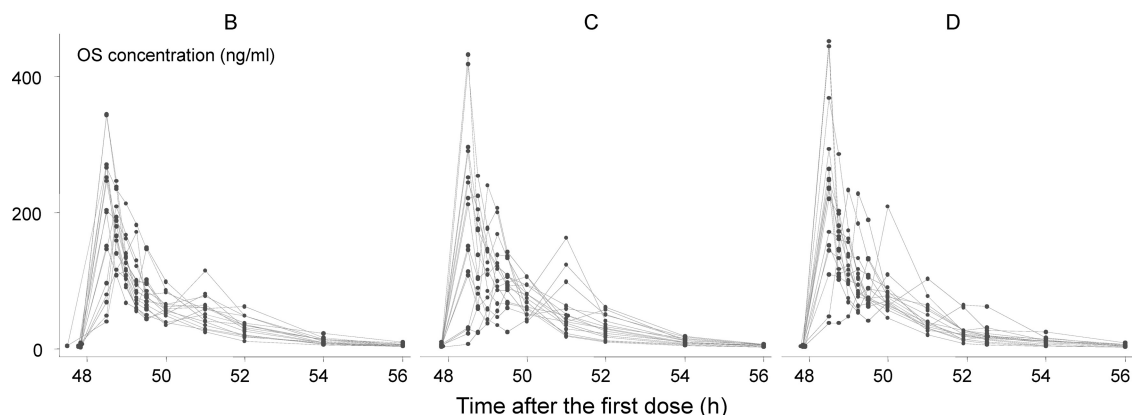 B C D
OS concentration (ng/ml)
400
200
0
48 50 52 54 56 48 50 52 54 56 48 50 52 54 56
Time after the first dose (h)